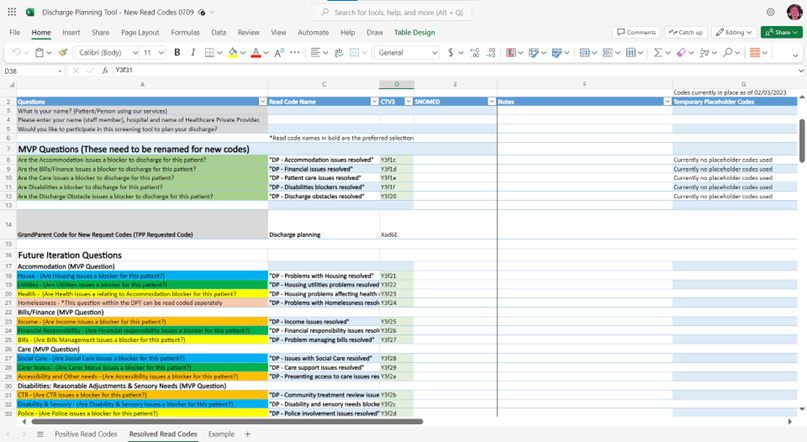 Discharge Planning Tool - New Read Codes 0709
Search for tools, help, and more (Alt + Q)
File Home Insert Share Page Layout Formulas Data Review View Automate Help Draw Table Design
Comments Catch up Editing Share
Calibri (Body) 11 B General
D38 Y3f31
A C D E F G
Codes currently in place as of 02/03/2023
2 Questions Read Code Name CTV3 SNOMED Notes Temporary Placeholder Codes
3 What is your name? (Patient/Person using our services)
4 Please enter your name (staff member), hospital and name of Healthcare Private Provider.
5 Would you like to participate in this screening tool to plan your discharge?
6 *Read code names in bold are the preferred selection
7 MVP Questions (These need to be renamed for new codes)
8 Are the Accommodation issues a blocker to discharge for this patient? "DP - Accommodation issues resolved" Y3f1c Currently no placeholder codes used
9 Are the Bills/Finance issues a blocker to discharge for this patient? "DP - Financial issues resolved" Y3f1d Currently no placeholder codes used
10 Are the Care issues a blocker to discharge for this patient? "DP - Patient care issues resolved" Y3f1e Currently no placeholder codes used
11 Are Disabilities a blocker to discharge for this patient? "DP - Disabilities blockers resolved" Y3f1f Currently no placeholder codes used
12 Are the Discharge Obstacle issues a blocker to discharge for this patient? "DP - Discharge obstacles resolved" Y3f20 Currently no placeholder codes used
13
14 GrandParent Code for New Request Codes (TPP Requested Code) Discharge planning Xad6E
15
16 Future Iteration Questions
17 Accommodation (MVP Question)
18 House - (Are Housing issues a blocker for this patient?) "DP - Problems with Housing resolved" Y3f21
19 Utilities - (Are Utilities issues a blocker for this patient?) "DP - Housing utilities problems resolved Y3f22
20 Health - (Are Health issues a relating to Accommodation blocker for this patient? "DP - Housing problems affecting health Y3f23
21 Homelessness - *This question within the DPT can be read coded seperately "DP - Problems with Homelessness resol Y3f24
22 Bills/Finance (MVP Question)
23 Income - (Are Income issues a blocker for this patient?) "DP - Income Issues resolved" Y3f25
24 Financial Responsibility - (Are Financial responsibility issues a blocker for this patient?) "DP - Financial responsibility issues resol Y3f26
25 Bills - (Are Bills Management issues a blocker for this patient?) "DP - Problem managing bills resolved" Y3f27
26 Care (MVP Question)
27 Social Care - (Are Social Care Issues a blocker for this patient?) "DP - Issues with Social Care resolved" Y3f28
28 Carer Status - (Are Carer Status issues a blocker for this patient?) "DP - Care support issues resolved" Y3f29
29 Accessibility and Other needs - (Are Accessibility issues a blocker for this patient?) "DP - Presenting access to care issues res Y3f2a
30 Disabilities: Reasonable Adjustments & Sensory Needs (MVP Question)
31 CTR - (Are CTR issues a blocker for this patient?) "DP - Community treatment review issue Y3f2b
32 Disability & Sensory - (Are Disability & Sensory issues a blocker for this patient?) "DP - Disability and sensory needs blocke Y3f2c
33 Police - (Are Police issues a blocker for this patient?) "DP - Police involvement issues resolved" Y3f2d
Positive Read Codes Resolved Read Codes Example